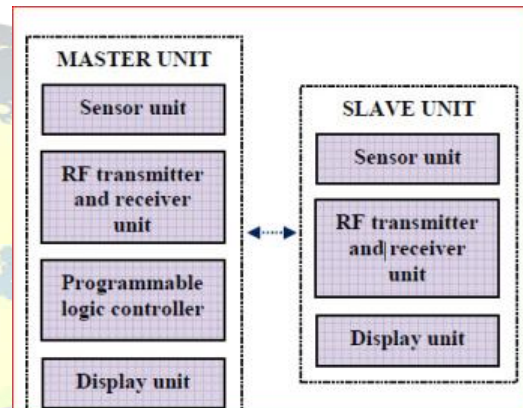 MASTER UNIT
Sensor unit
RF transmitter
and receiver
unit
Programmable
logic controller
Display unit
SLAVE UNIT
Sensor unit
RF transmitter
and receiver
unit
Display unit